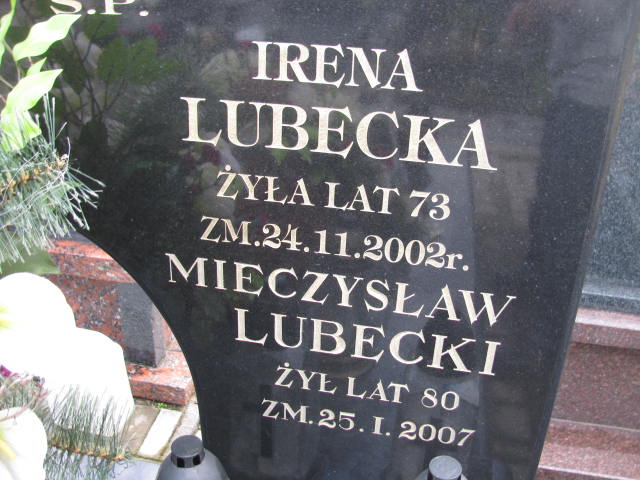 Ś.P.
IRENA
LUBECKA
ŻYŁA LAT 73
ZM.24.11.2002r.
MIECZYSŁAW
LUBECKI
ŻYŁ LAT 80
ZM.25.I.2007